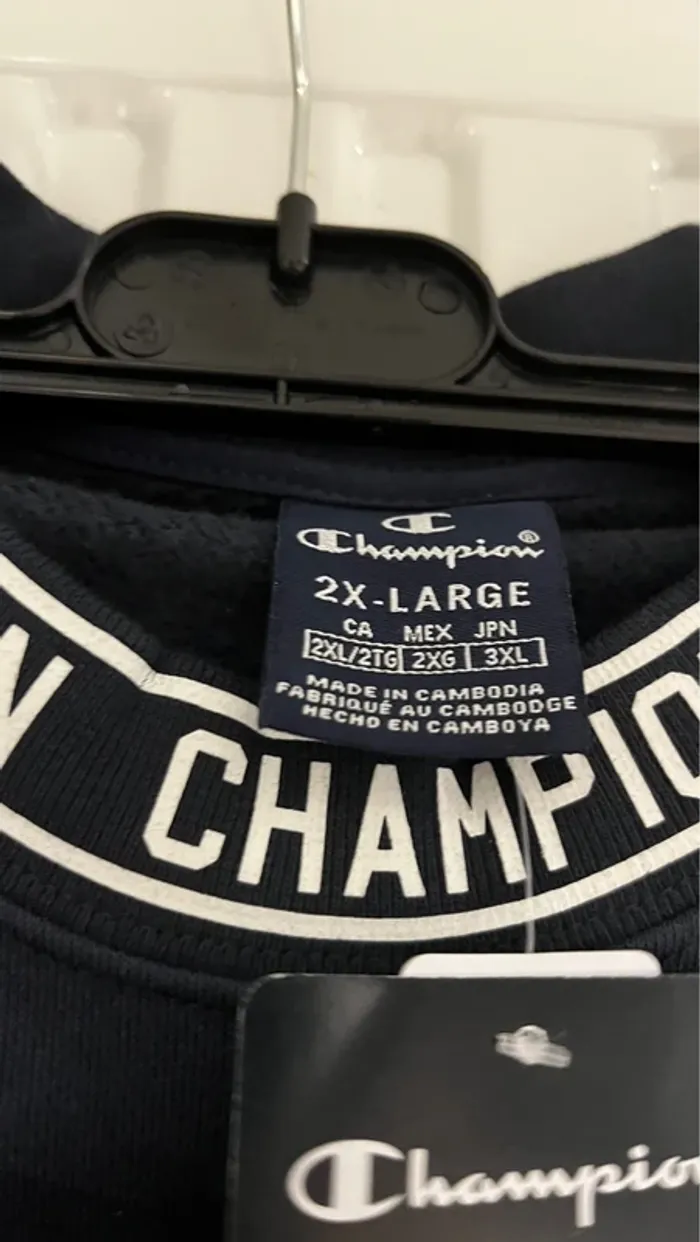 Champion®
2X-LARGE
CA MEX JPN
2XL/2TG 2XG 3XL
MADE IN CAMBODIA
FABRIQUÉ AU CAMBODGE
HECHO EN CAMBOYA
N CHAMPIO
Champion